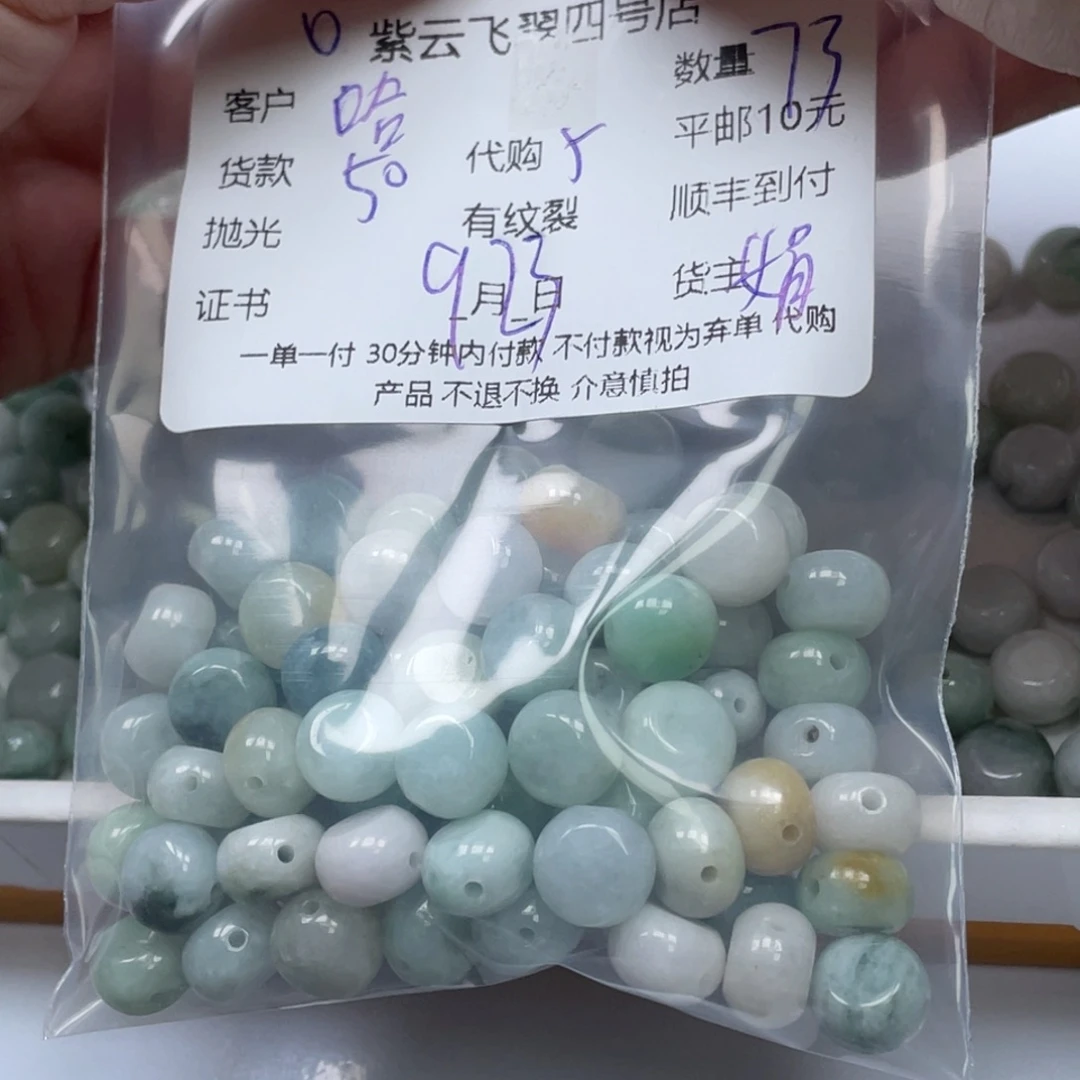 紫云飞翠四号店
客户 哈 数量 73
货款 50 代购 5 平邮10元
抛光 有纹裂 顺丰到付
证书 9月23日 货主 娟
一单一付 30分钟内付款 不付款视为弃单 代购
产品 不退不换 介意慎拍